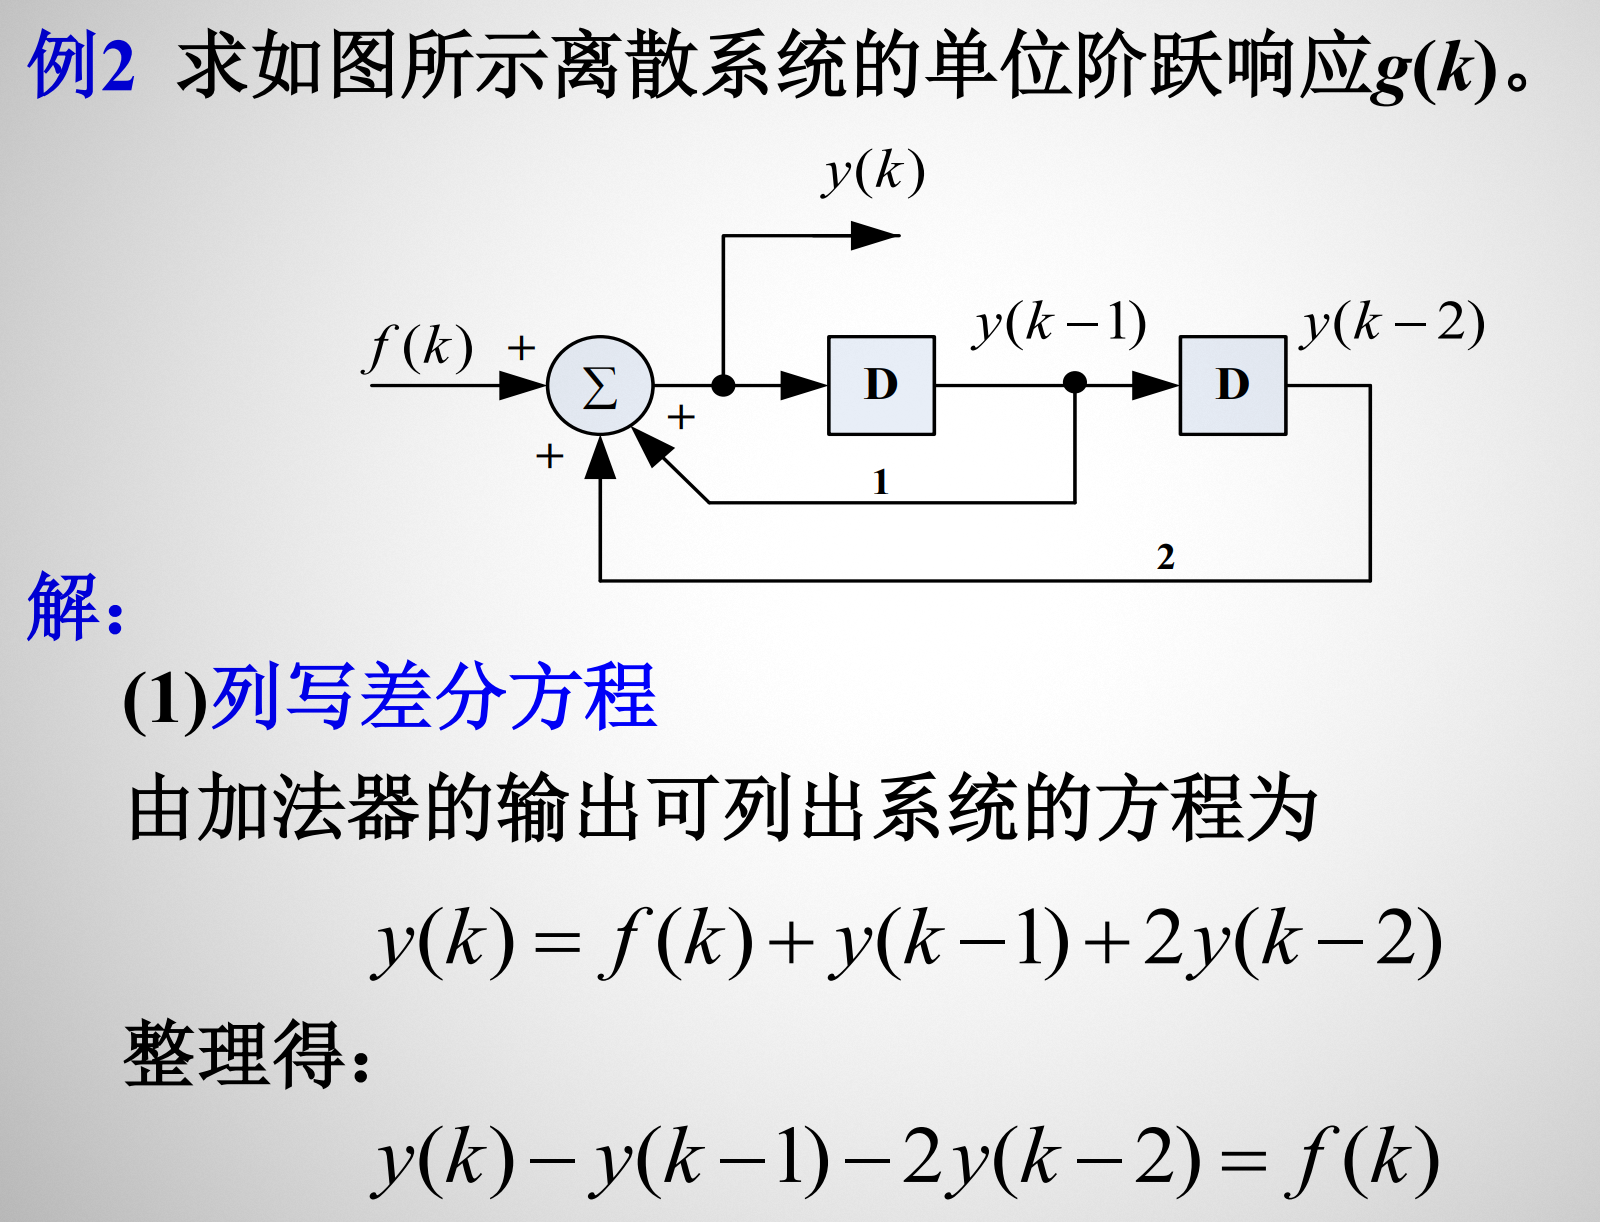 例2 求如图所示离散系统的单位阶跃响应g(k)。
y(k)
f(k) + Σ + + D y(k−1) D y(k−2)
1
2
解：
(1)列写差分方程
由加法器的输出可列出系统的方程为
y(k) = f(k) + y(k−1) + 2y(k−2)
整理得：
y(k) − y(k−1) − 2y(k−2) = f(k)